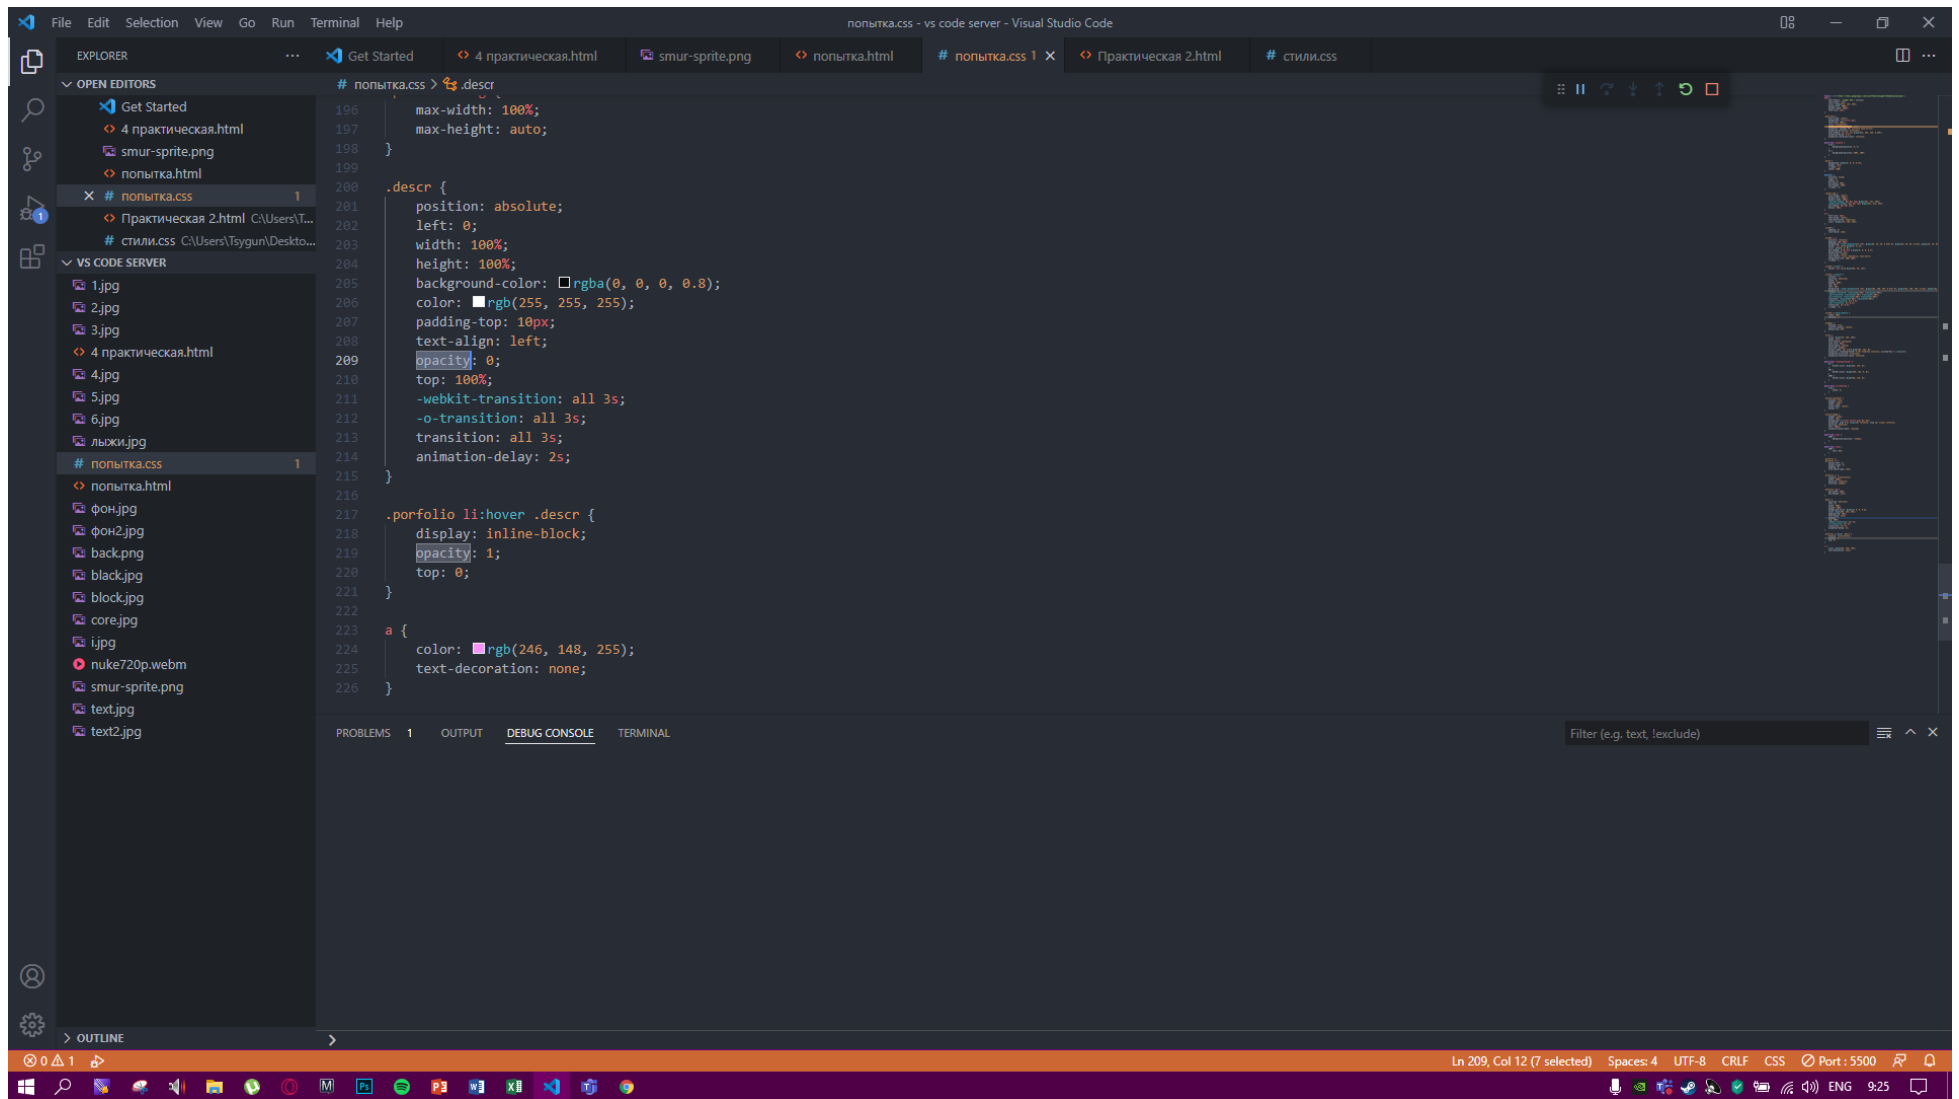 File Edit Selection View Go Run Terminal Help
попытка.css - vs code server - Visual Studio Code
EXPLORER
Get Started
4 практическая.html
smur-sprite.png
попытка.html
попытка.css 1
Практическая 2.html
стили.css
OPEN EDITORS
Get Started
4 практическая.html
smur-sprite.png
попытка.html
попытка.css 1
Практическая 2.html C:\Users\T...
стили.css C:\Users\Tsygun\Deskto...
VS CODE SERVER
1.jpg
2.jpg
3.jpg
4 практическая.html
4.jpg
5.jpg
6.jpg
лыжи.jpg
попытка.css 1
попытка.html
фон.jpg
фон2.jpg
back.png
black.jpg
block.jpg
core.jpg
i.jpg
nuke720p.webm
smur-sprite.png
text.jpg
text2.jpg
OUTLINE
попытка.css > .descr
196 max-width: 100%;
197 max-height: auto;
198 }
199
200 .descr {
201 position: absolute;
202 left: 0;
203 width: 100%;
204 height: 100%;
205 background-color: rgba(0, 0, 0, 0.8);
206 color: rgb(255, 255, 255);
207 padding-top: 10px;
208 text-align: left;
209 opacity: 0;
210 top: 100%;
211 -webkit-transition: all 3s;
212 -o-transition: all 3s;
213 transition: all 3s;
214 animation-delay: 2s;
215 }
216
217 .porfolio li:hover .descr {
218 display: inline-block;
219 opacity: 1;
220 top: 0;
221 }
222
223 a {
224 color: rgb(246, 148, 255);
225 text-decoration: none;
226 }
PROBLEMS 1 OUTPUT DEBUG CONSOLE TERMINAL
Filter (e.g. text, !exclude)
0 1
Ln 209, Col 12 (7 selected) Spaces: 4 UTF-8 CRLF CSS Port : 5500
ENG 9:25